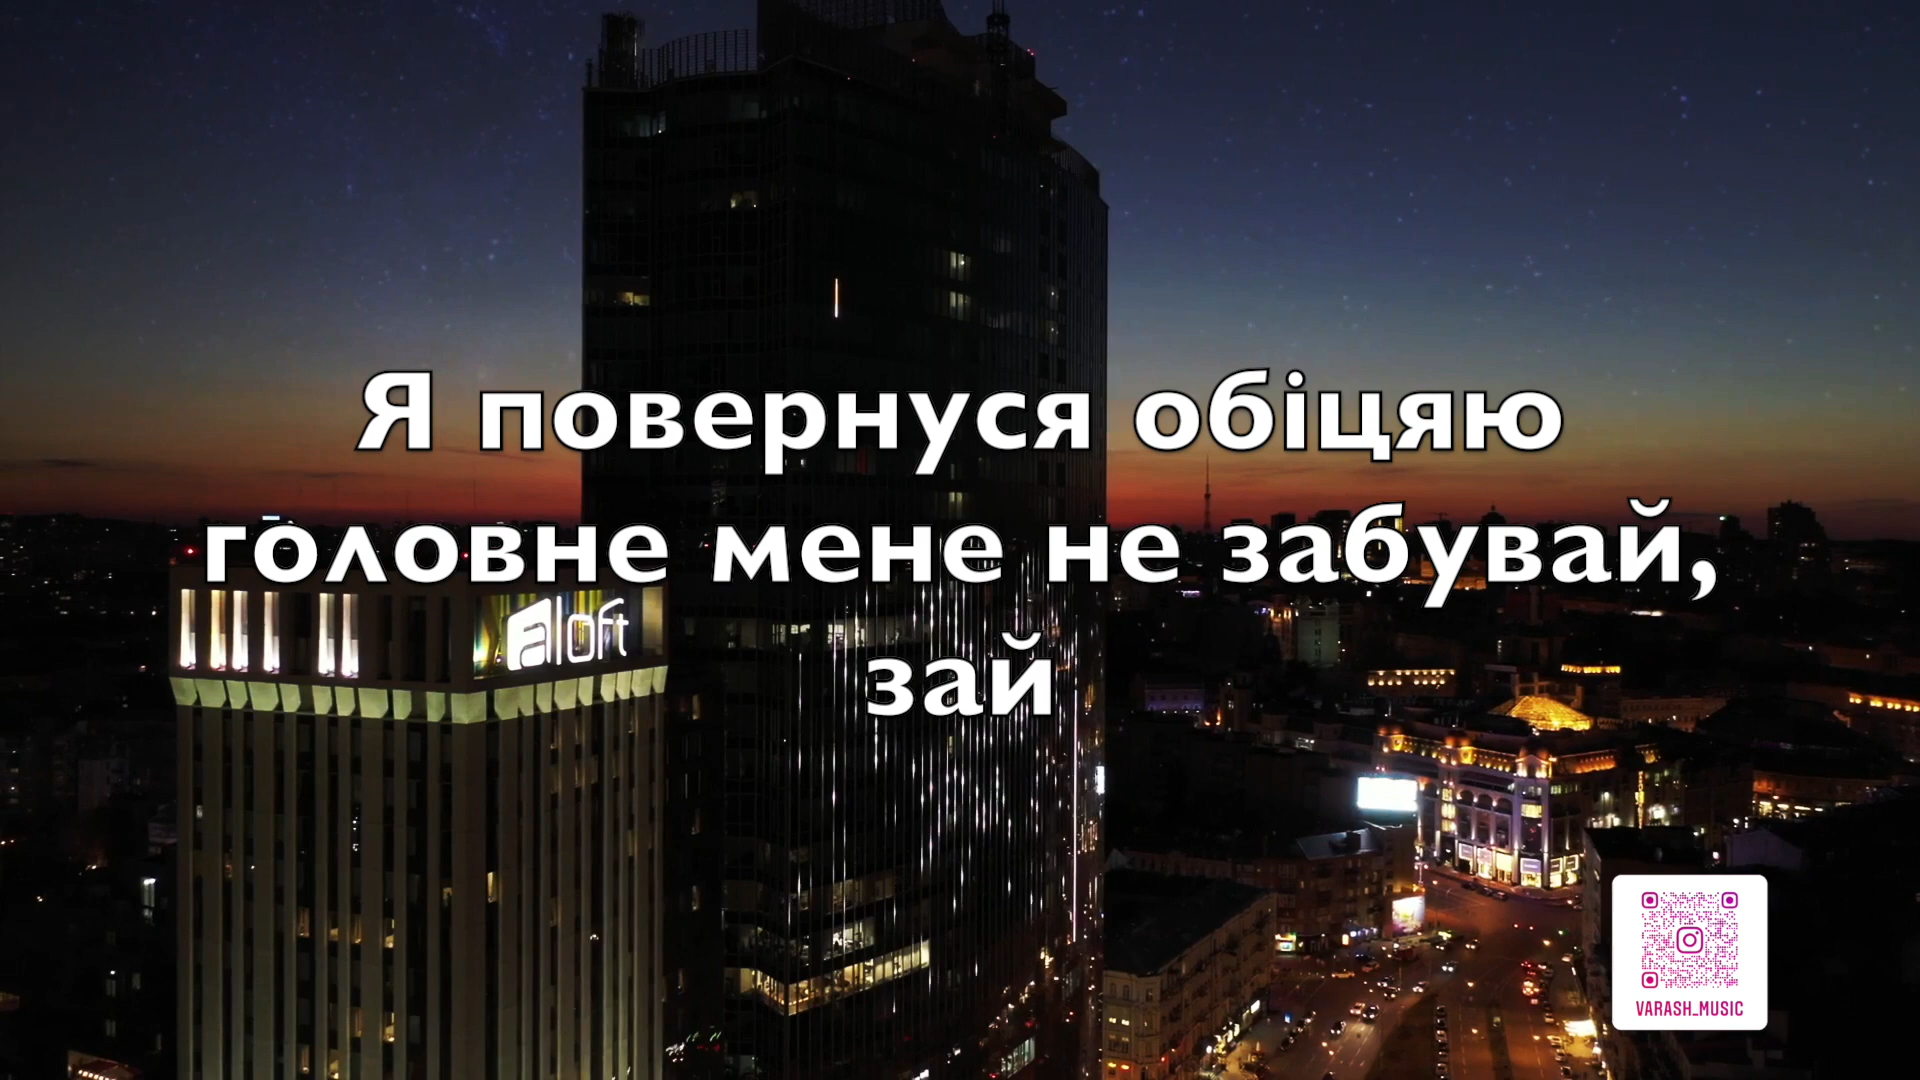 Я повернуся обіцяю
головне мене не забувай,
зай
aloft
VARASH_MUSIC